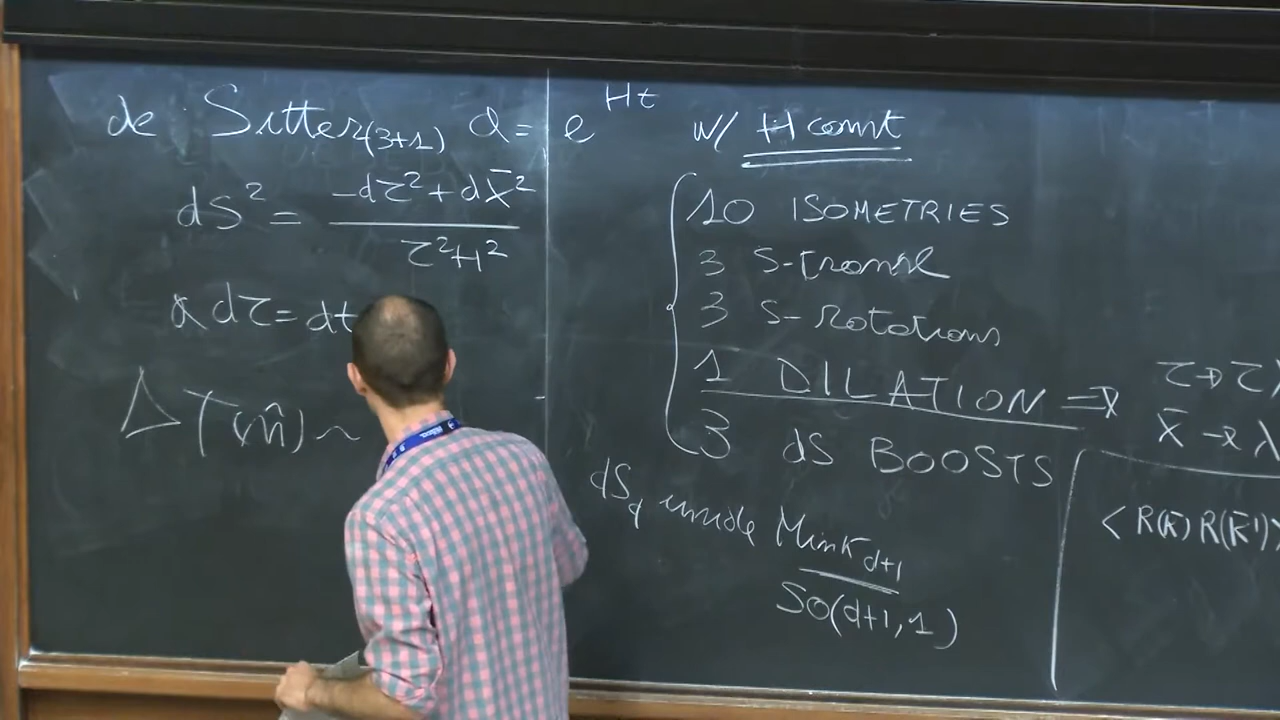 de Sitter(3+1) a = e^{Ht} w/ H const
ds² = (-dτ² + dx̄²) / (τ²H²)
a dτ = dt
ΔT(n̂) ~
10 ISOMETRIES
3 S-transl
3 S-rotations
1 DILATION ⇒ τ → τλ
x̄ → λ
3 dS BOOSTS
dS_d inside Mink_{d+1}
SO(d+1,1)
<R(k̄) R(k̄')>